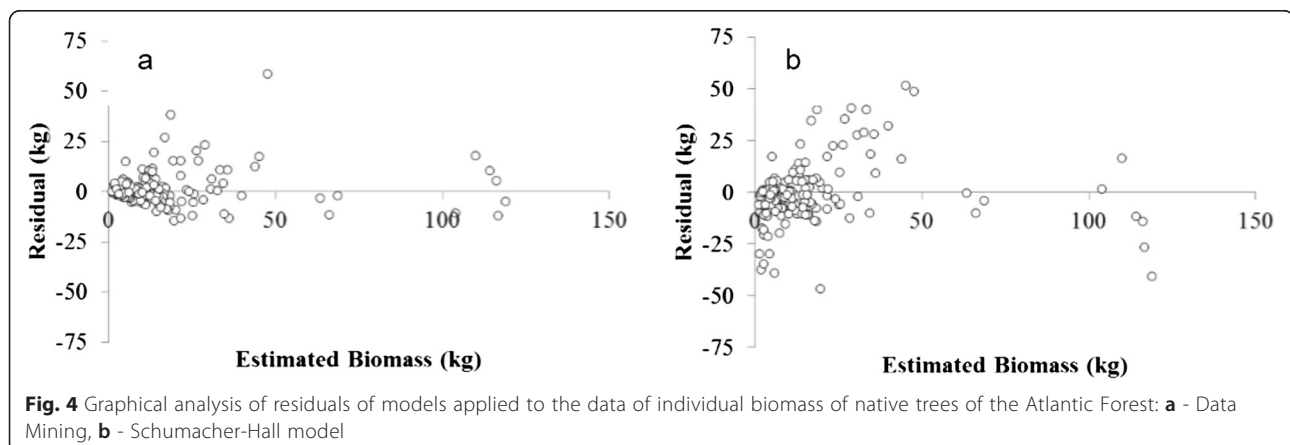 75
50
25
0
-25
-50
-75
Residual (kg)
a
0
50
100
150
Estimated Biomass (kg)
75
50
25
0
-25
-50
-75
Residual (kg)
b
0
50
100
150
Estimated Biomass (kg)
Fig. 4 Graphical analysis of residuals of models applied to the data of individual biomass of native trees of the Atlantic Forest: a - Data
Mining, b - Schumacher-Hall model